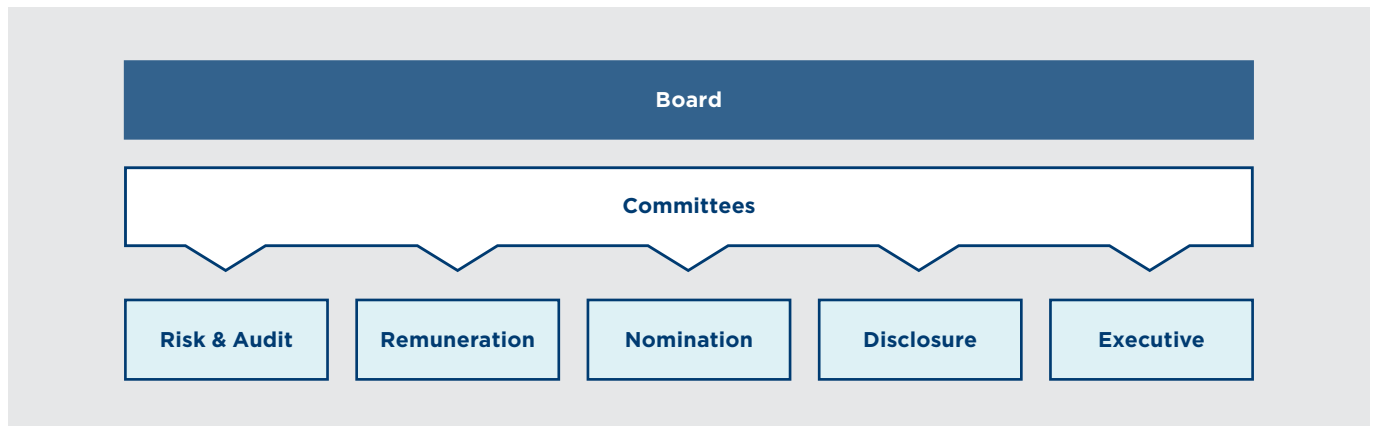 Board
Committees
Risk & Audit
Remuneration
Nomination
Disclosure
Executive